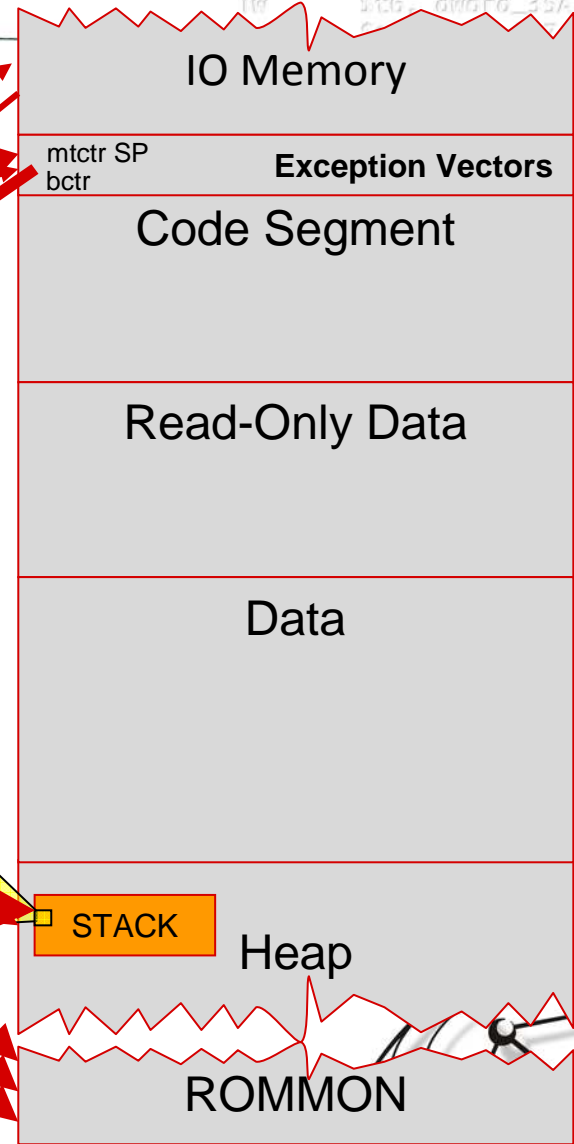 IO Memory
mtctr SP
bctr
Exception Vectors
Code Segment
Read-Only Data
Data
STACK
Heap
ROMMON